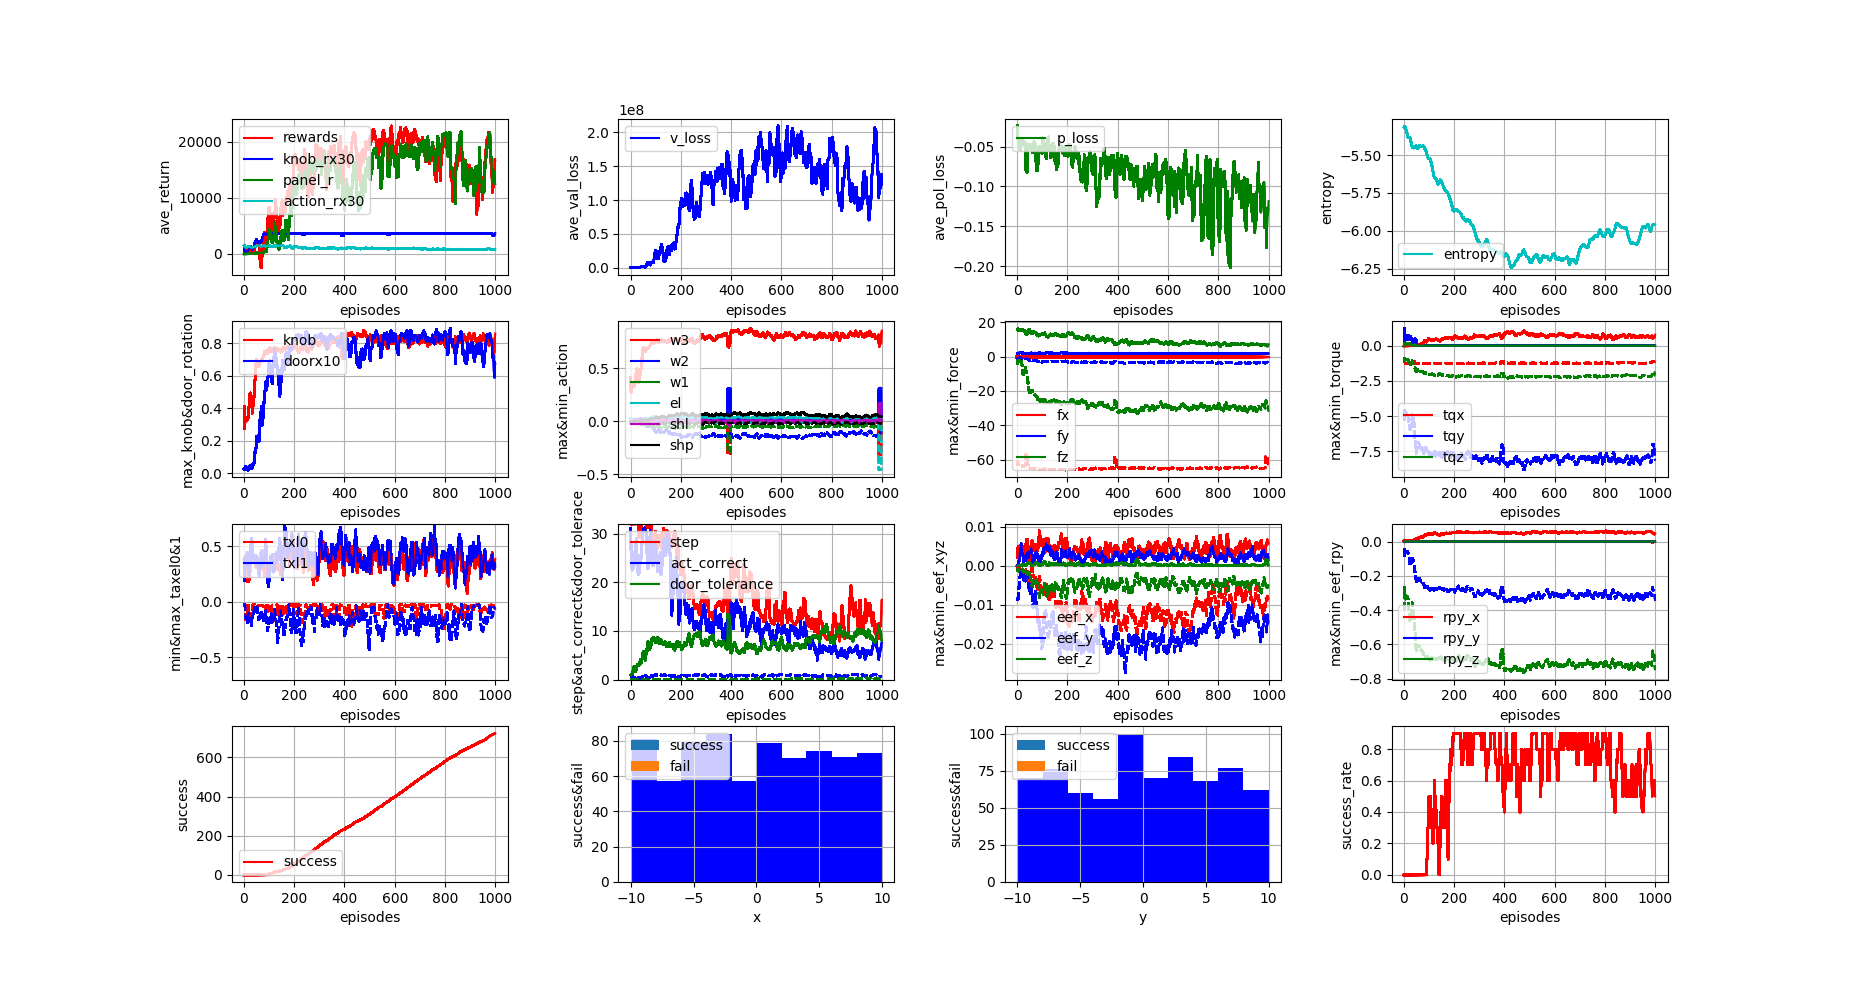 ave_return
20000
10000
0
rewards
knob_rx30
panel_r
action_rx30
0 200 400 600 800 1000
episodes
1e8
ave_val_loss
2.0
1.5
1.0
0.5
0.0
v_loss
0 200 400 600 800 1000
episodes
ave_pol_loss
−0.05
−0.10
−0.15
−0.20
p_loss
0 200 400 600 800 1000
episodes
entropy
−5.50
−5.75
−6.00
−6.25
entropy
0 200 400 600 800 1000
episodes
max_knob&door_rotation
0.8
0.6
0.4
0.2
0.0
knob
doorx10
0 200 400 600 800 1000
episodes
max&min_action
0.5
0.0
−0.5
w3
w2
w1
el
shl
shp
0 200 400 600 800 1000
episodes
max&min_force
20
0
−20
−40
−60
fx
fy
fz
0 200 400 600 800 1000
episodes
max&min_torque
0.0
−2.5
−5.0
−7.5
tqx
tqy
tqz
0 200 400 600 800 1000
episodes
min&max_taxel0&1
0.5
0.0
−0.5
txl0
txl1
0 200 400 600 800 1000
episodes
step&act_correct&door_tolerace
30
20
10
0
step
act_correct
door_tolerance
0 200 400 600 800 1000
episodes
max&min_eef_xyz
0.01
0.00
−0.01
−0.02
eef_x
eef_y
eef_z
0 200 400 600 800 1000
episodes
max&min_eef_rpy
0.0
−0.2
−0.4
−0.6
−0.8
rpy_x
rpy_y
rpy_z
0 200 400 600 800 1000
episodes
success
600
400
200
0
success
0 200 400 600 800 1000
episodes
success&fail
80
60
40
20
0
success
fail
−10 −5 0 5 10
x
success&fail
100
75
50
25
0
success
fail
−10 −5 0 5 10
y
success_rate
0.8
0.6
0.4
0.2
0.0
0 200 400 600 800 1000
episodes